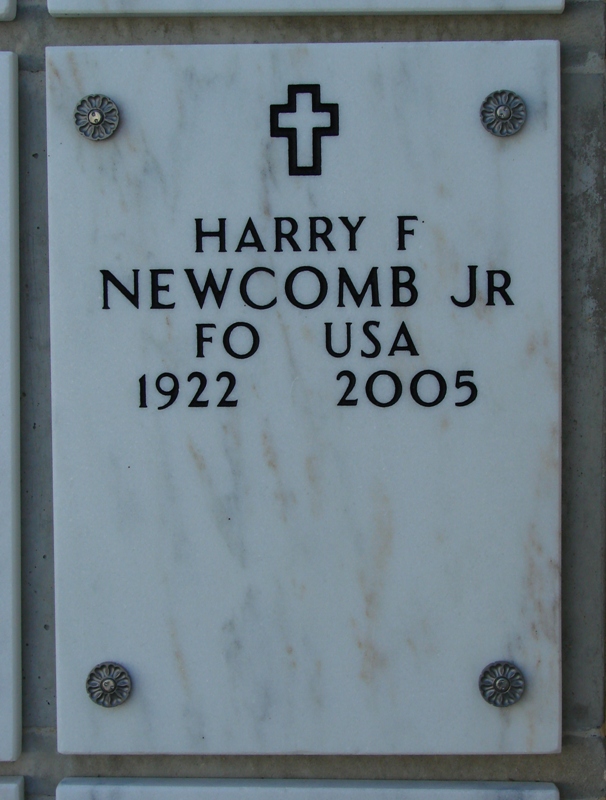 HARRY F
NEWCOMB JR
FO USA
1922 2005